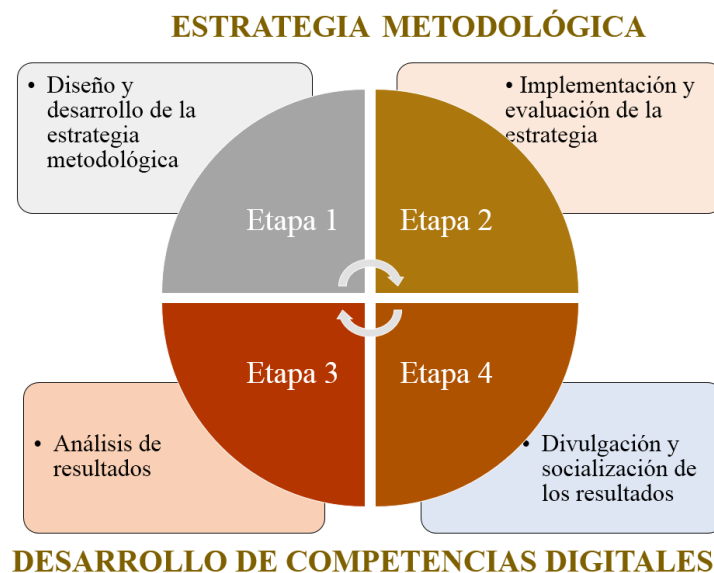 ESTRATEGIA METODOLÓGICA
• Diseño y
desarrollo de la
estrategia
metodológica
• Implementación y
evaluación de la
estrategia
Etapa 1
Etapa 2
Etapa 3
Etapa 4
• Análisis de
resultados
• Divulgación y
socialización de
los resultados
DESARROLLO DE COMPETENCIAS DIGITALES